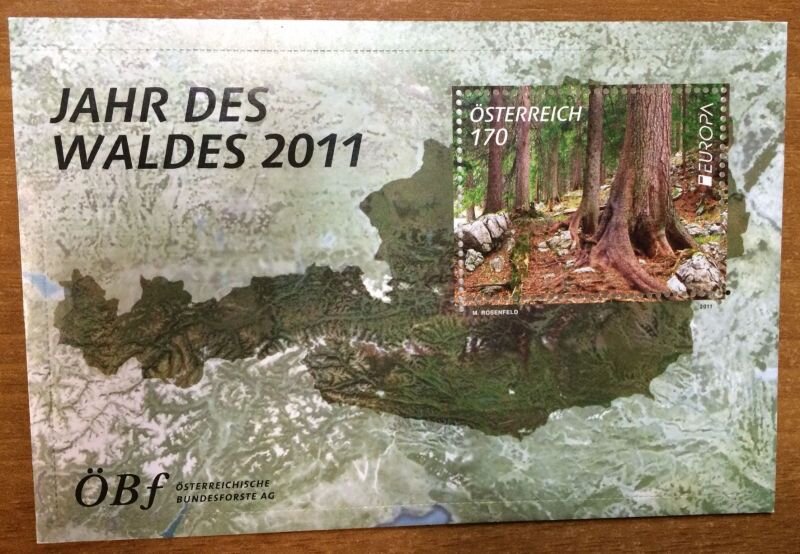 JAHR DES
WALDES 2011
ÖSTERREICH
170
EUROPA
M. ROSENFELD
2011
ÖBf
ÖSTERREICHISCHE
BUNDESFORSTE AG